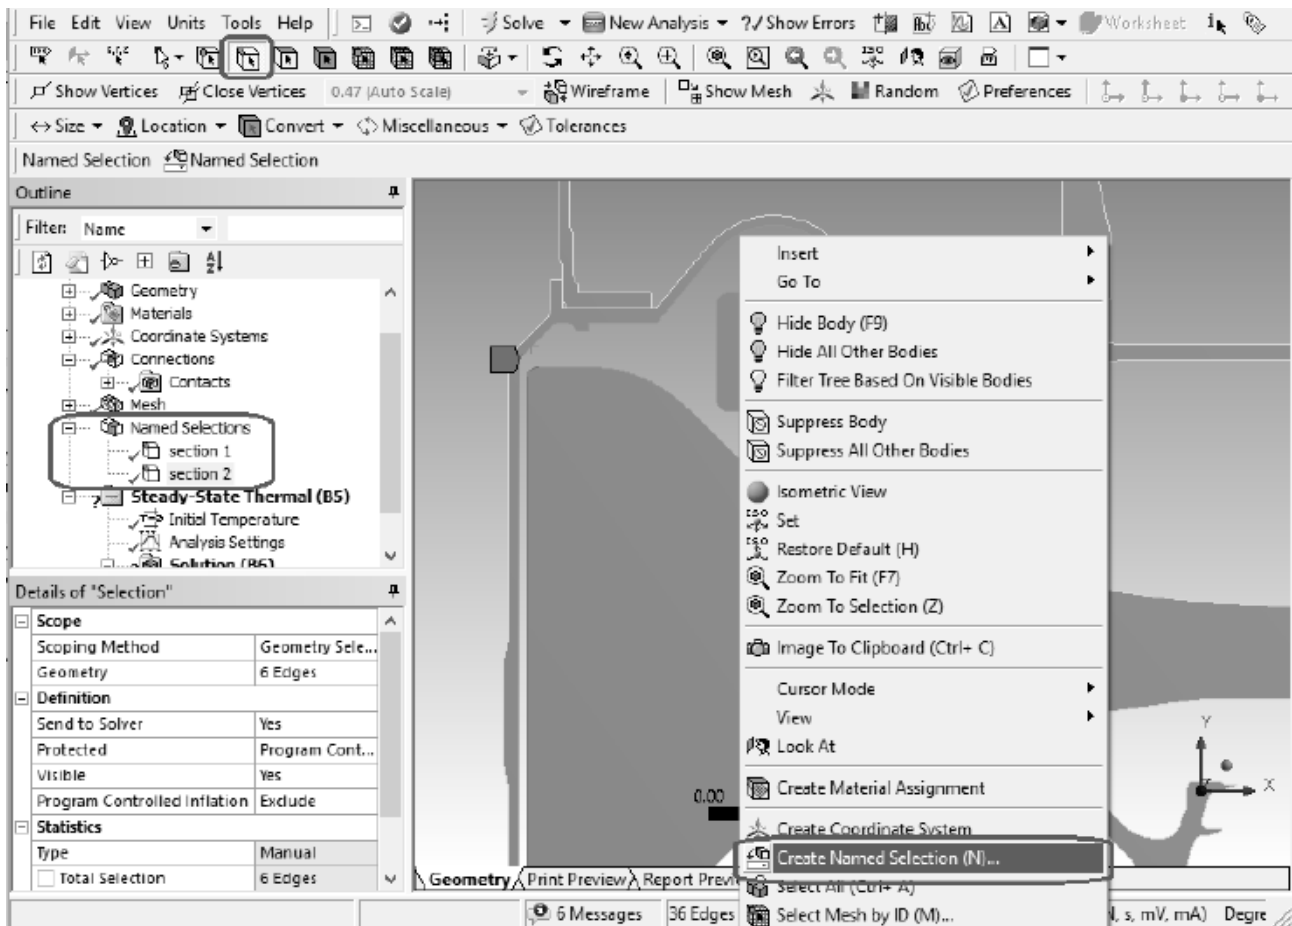 File Edit View Units Tools Help Solve New Analysis ?/ Show Errors Worksheet
Show Vertices Close Vertices 0.47 (Auto Scale) Wireframe Show Mesh Random Preferences
Size Location Convert Miscellaneous Tolerances
Named Selection Named Selection
Outline
Filter: Name
Geometry
Materials
Coordinate Systems
Connections
Contacts
Mesh
Named Selections
section 1
section 2
Steady-State Thermal (B5)
Initial Temperature
Analysis Settings
Solution (B6)
Details of "Selection"
Scope
Scoping Method Geometry Sele...
Geometry 6 Edges
Definition
Send to Solver Yes
Protected Program Cont...
Visible Yes
Program Controlled Inflation Exclude
Statistics
Type Manual
Total Selection 6 Edges
Insert
Go To
Hide Body (F9)
Hide All Other Bodies
Filter Tree Based On Visible Bodies
Suppress Body
Suppress All Other Bodies
Isometric View
Set
Restore Default (H)
Zoom To Fit (F7)
Zoom To Selection (Z)
Image To Clipboard (Ctrl+ C)
Cursor Mode
View
Look At
Create Material Assignment
Create Coordinate System
Create Named Selection (N)...
Select All (Ctrl+ A)
Select Mesh by ID (M)...
0.00
Y
X
Geometry Print Preview Report Previ
6 Messages 36 Edges , s, mV, mA) Degre